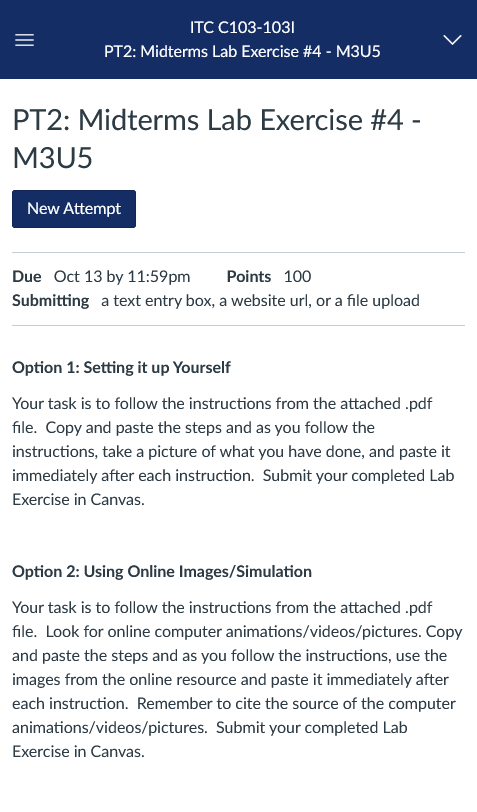 ITC C103-103I
PT2: Midterms Lab Exercise #4 - M3U5
PT2: Midterms Lab Exercise #4 -
M3U5
New Attempt
Due Oct 13 by 11:59pm Points 100
Submitting a text entry box, a website url, or a file upload
Option 1: Setting it up Yourself
Your task is to follow the instructions from the attached .pdf
file. Copy and paste the steps and as you follow the
instructions, take a picture of what you have done, and paste it
immediately after each instruction. Submit your completed Lab
Exercise in Canvas.
Option 2: Using Online Images/Simulation
Your task is to follow the instructions from the attached .pdf
file. Look for online computer animations/videos/pictures. Copy
and paste the steps and as you follow the instructions, use the
images from the online resource and paste it immediately after
each instruction. Remember to cite the source of the computer
animations/videos/pictures. Submit your completed Lab
Exercise in Canvas.